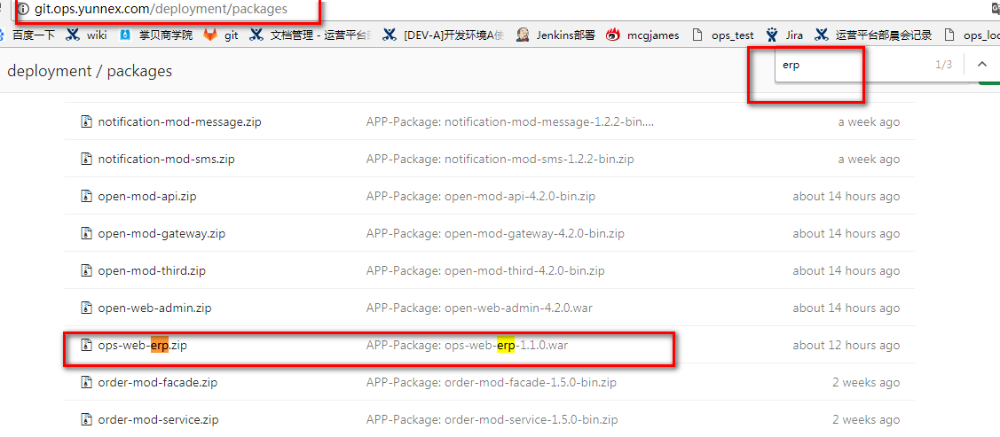 git.ops.yunnex.com/deployment/packages
百度一下 wiki 掌贝商学院 git 文档管理 - 运营平台 [DEV-A]开发环境A使 Jenkins部署 mcgjames ops_test Jira 运营平台部晨会记录 ops_loc
deployment / packages
erp 1/3
notification-mod-message.zip APP-Package: notification-mod-message-1.2.2-bin.... a week ago
notification-mod-sms.zip APP-Package: notification-mod-sms-1.2.2-bin.zip a week ago
open-mod-api.zip APP-Package: open-mod-api-4.2.0-bin.zip about 14 hours ago
open-mod-gateway.zip APP-Package: open-mod-gateway-4.2.0-bin.zip about 14 hours ago
open-mod-third.zip APP-Package: open-mod-third-4.2.0-bin.zip about 14 hours ago
open-web-admin.zip APP-Package: open-web-admin-4.2.0.war about 14 hours ago
ops-web-erp.zip APP-Package: ops-web-erp-1.1.0.war about 12 hours ago
order-mod-facade.zip APP-Package: order-mod-facade-1.5.0-bin.zip 2 weeks ago
order-mod-service.zip APP-Package: order-mod-service-1.5.0-bin.zip 2 weeks ago